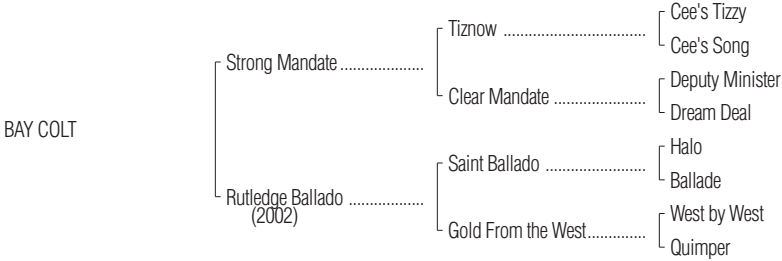 Cee's Tizzy
Tiznow ..................................
Cee's Song
Strong Mandate....................
Deputy Minister
Clear Mandate ......................
Dream Deal
BAY COLT
Halo
Saint Ballado ........................
Ballade
Rutledge Ballado ..................
(2002)
West by West
Gold From the West..............
Quimper